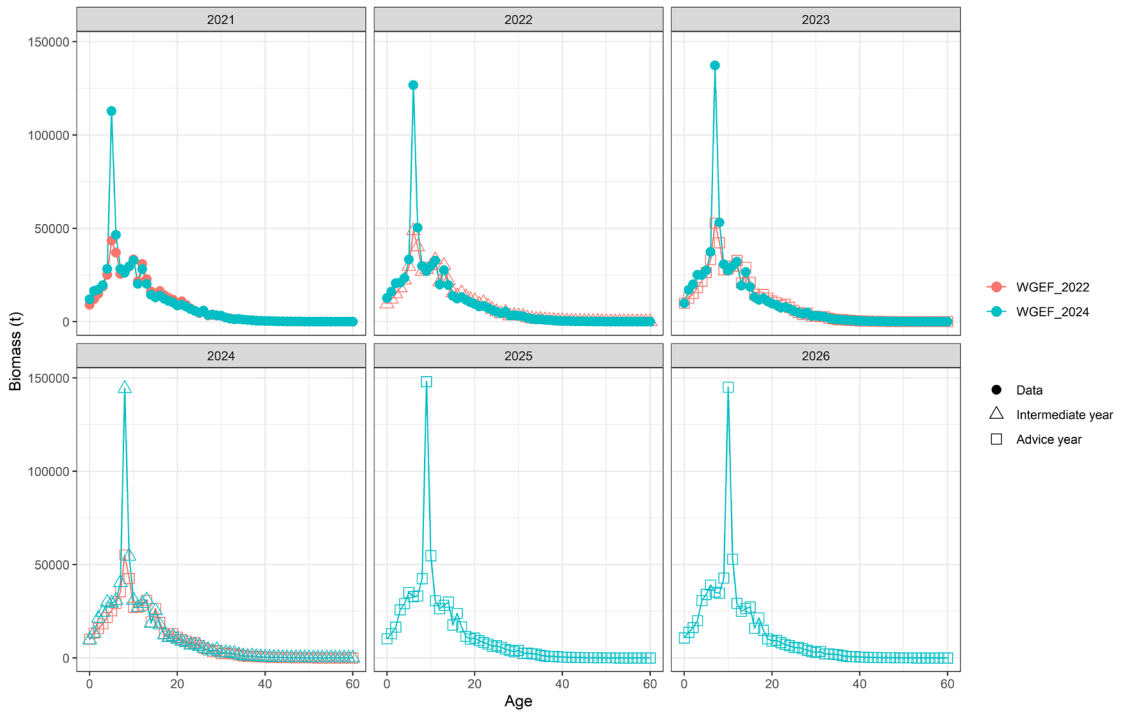 2021 2022 2023
150000
100000
50000
0
2024 2025 2026
150000
100000
50000
0
0 20 40 60 0 20 40 60 0 20 40 60
Age
Biomass (t)
WGEF_2022
WGEF_2024
Data
Intermediate year
Advice year